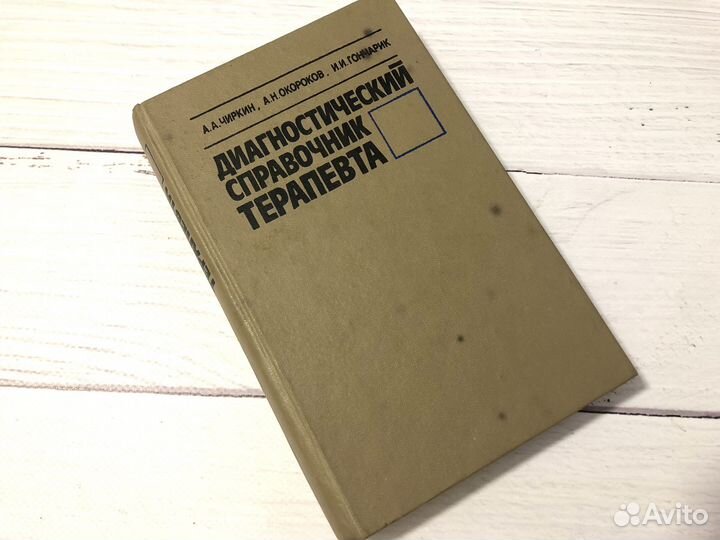 А.А.ЧИРКИН, А.Н.ОКОРОКОВ, И.И.ГОНЧАРИК
ДИАГНОСТИЧЕСКИЙ
СПРАВОЧНИК
ТЕРАПЕВТА
Avito